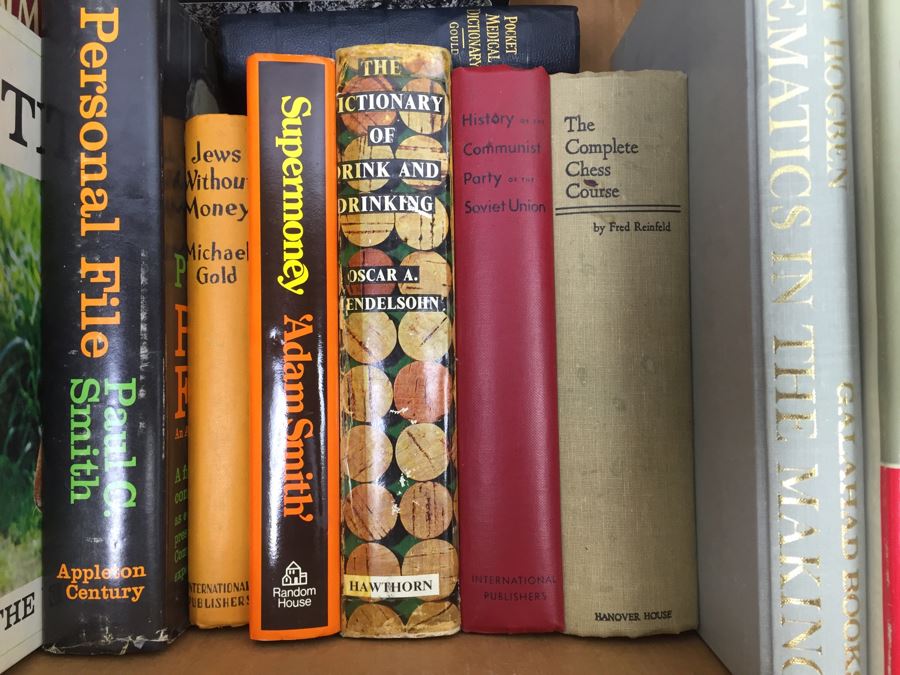 Personal File
Paul C.
Smith
Appleton
Century
Jews
Without
Money
Michael
Gold
INTERNATIONAL
PUBLISHERS
Supermoney
'Adam Smith'
Random
House
POCKET
MEDICAL
DICTIONARY
GOULD
THE
DICTIONARY
OF
DRINK AND
DRINKING
OSCAR A.
MENDELSOHN
HAWTHORN
History OF THE
Communist
Party OF THE
Soviet Union
INTERNATIONAL
PUBLISHERS
The
Complete
Chess
Course
by Fred Reinfeld
HANOVER HOUSE
EMATICS IN THE MAKING
HOGBEN
GALAHAD BOOKS
THE